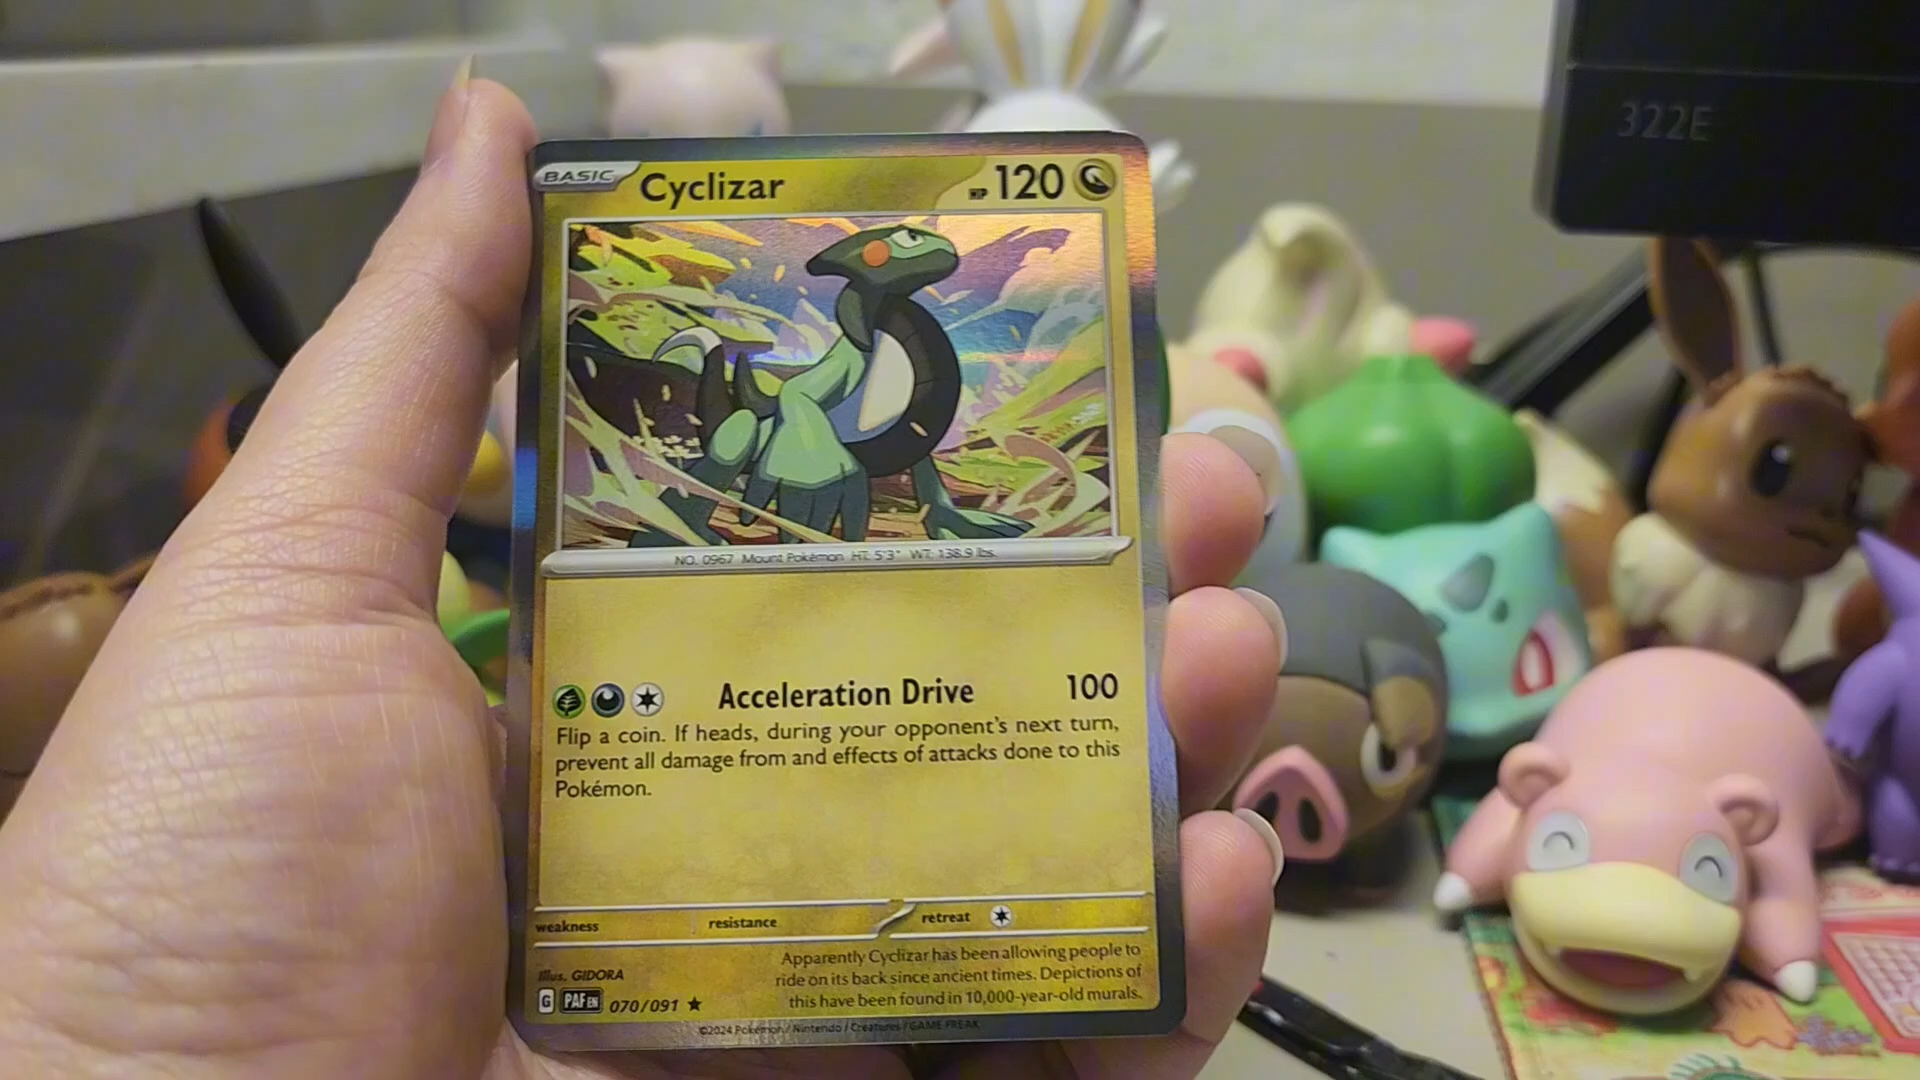 BASIC Cyclizar HP 120
NO. 0967 Mount Pokémon HT: 5'3" WT: 138.9 lbs.
Acceleration Drive 100
Flip a coin. If heads, during your opponent's next turn,
prevent all damage from and effects of attacks done to this
Pokémon.
weakness resistance retreat
Apparently Cyclizar has been allowing people to
ride on its back since ancient times. Depictions of
this have been found in 10,000-year-old murals.
Illus. GIDORA
G PAF EN 070/091
©2024 Pokémon / Nintendo / Creatures / GAME FREAK
322E